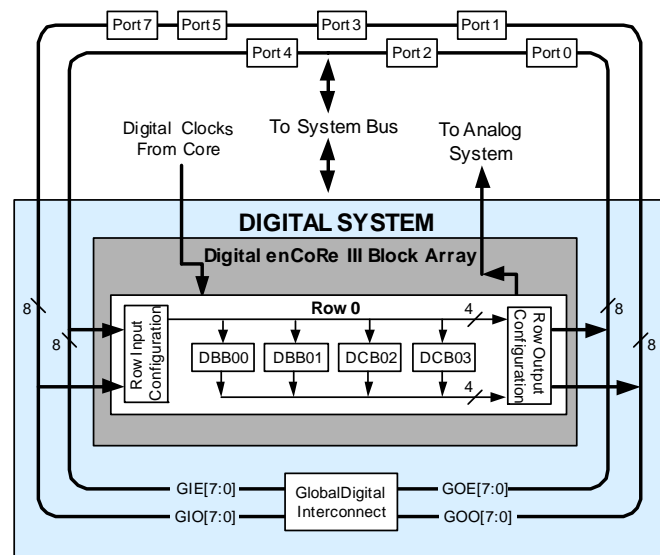 Port 7
Port 5
Port 3
Port 1
Port 4
Port 2
Port 0
Digital Clocks
From Core
To System Bus
To Analog
System
DIGITAL SYSTEM
Digital enCoRe III Block Array
Row 0
Row Input
Configuration
DBB00
DBB01
DCB02
DCB03
4
4
Row Output
Configuration
8
8
8
8
GIE[7:0]
GIO[7:0]
GlobalDigital
Interconnect
GOE[7:0]
GOO[7:0]